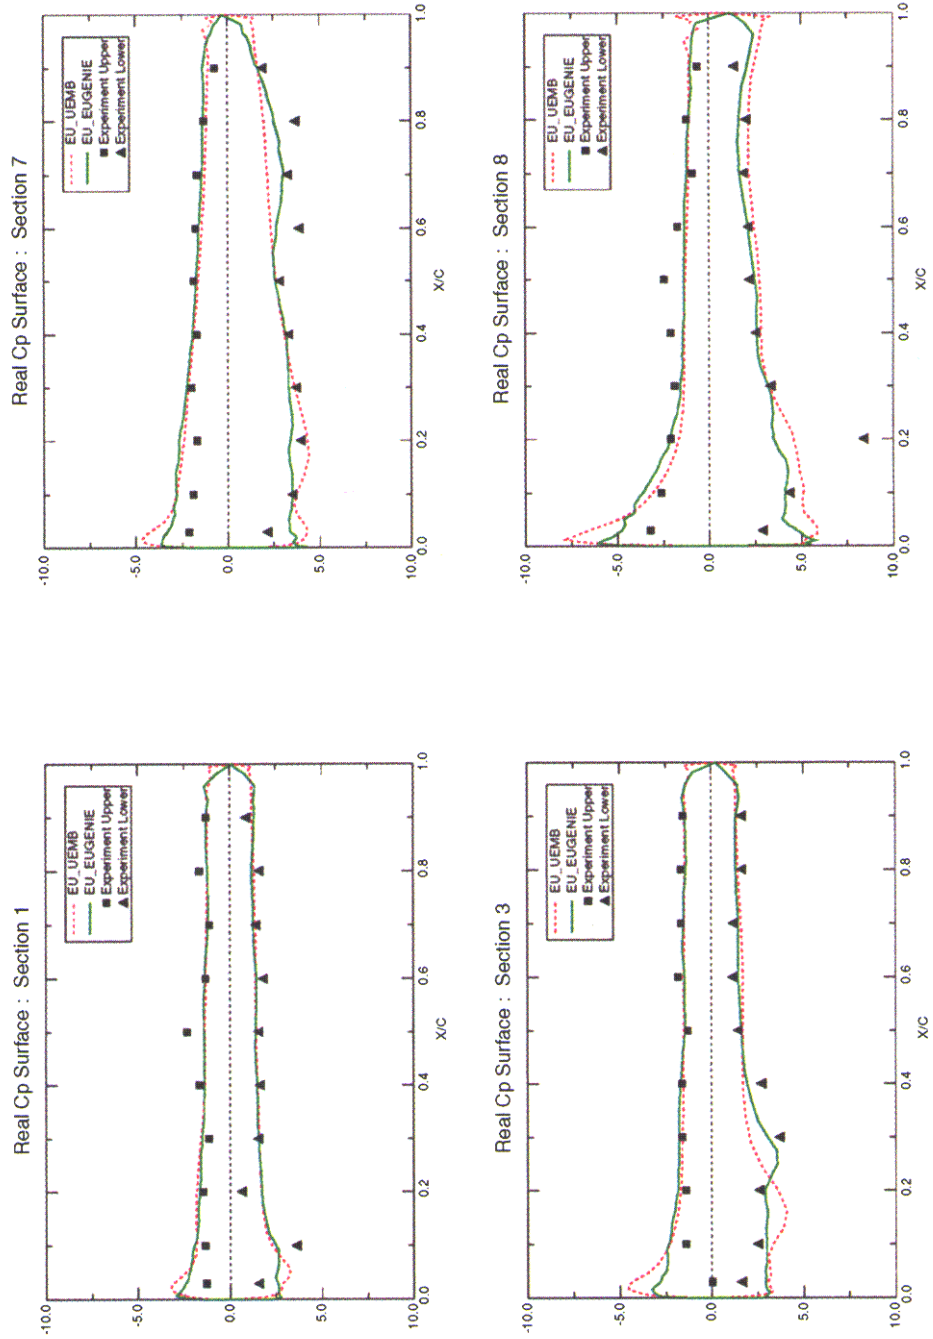 Real Cp Surface : Section 1
EU_UEMB
EU_EUGENIE
Experiment Upper
Experiment Lower
-10.0
-5.0
0.0
5.0
10.0
0.0
0.2
0.4
0.6
0.8
1.0
X/C
Real Cp Surface : Section 7
EU_UEMB
EU_EUGENIE
Experiment Upper
Experiment Lower
-10.0
-5.0
0.0
5.0
10.0
0.0
0.2
0.4
0.6
0.8
1.0
X/C
Real Cp Surface : Section 3
EU_UEMB
EU_EUGENIE
Experiment Upper
Experiment Lower
-10.0
-5.0
0.0
5.0
10.0
0.0
0.2
0.4
0.6
0.8
1.0
X/C
Real Cp Surface : Section 8
EU_UEMB
EU_EUGENIE
Experiment Upper
Experiment Lower
-10.0
-5.0
0.0
5.0
10.0
0.0
0.2
0.4
0.6
0.8
1.0
X/C